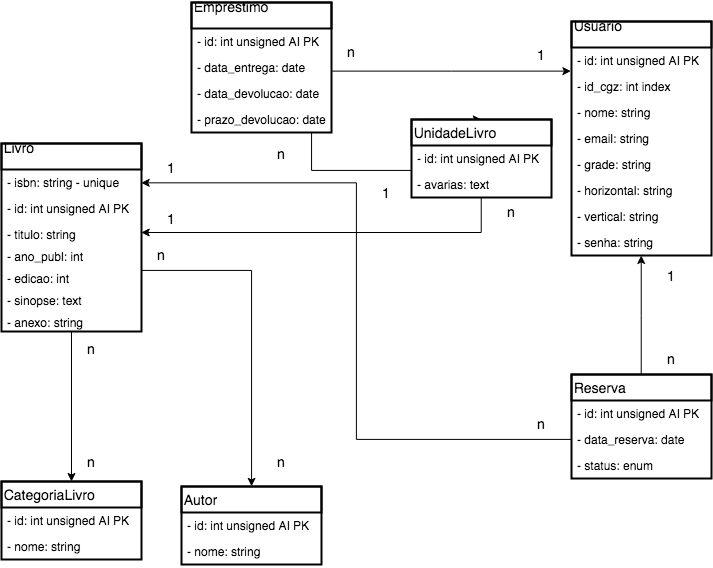 Emprestimo
- id: int unsigned AI PK
- data_entrega: date
- data_devolucao: date
- prazo_devolucao: date
n
1
Usuario
- id: int unsigned AI PK
- id_cgz: int index
- nome: string
- email: string
- grade: string
- horizontal: string
- vertical: string
- senha: string
UnidadeLivro
- id: int unsigned AI PK
- avarias: text
n
1
n
Livro
- isbn: string - unique
- id: int unsigned AI PK
- titulo: string
- ano_publ: int
- edicao: int
- sinopse: text
- anexo: string
1
1
n
n
1
n
Reserva
- id: int unsigned AI PK
- data_reserva: date
- status: enum
n
n
n
CategoriaLivro
- id: int unsigned AI PK
- nome: string
Autor
- id: int unsigned AI PK
- nome: string